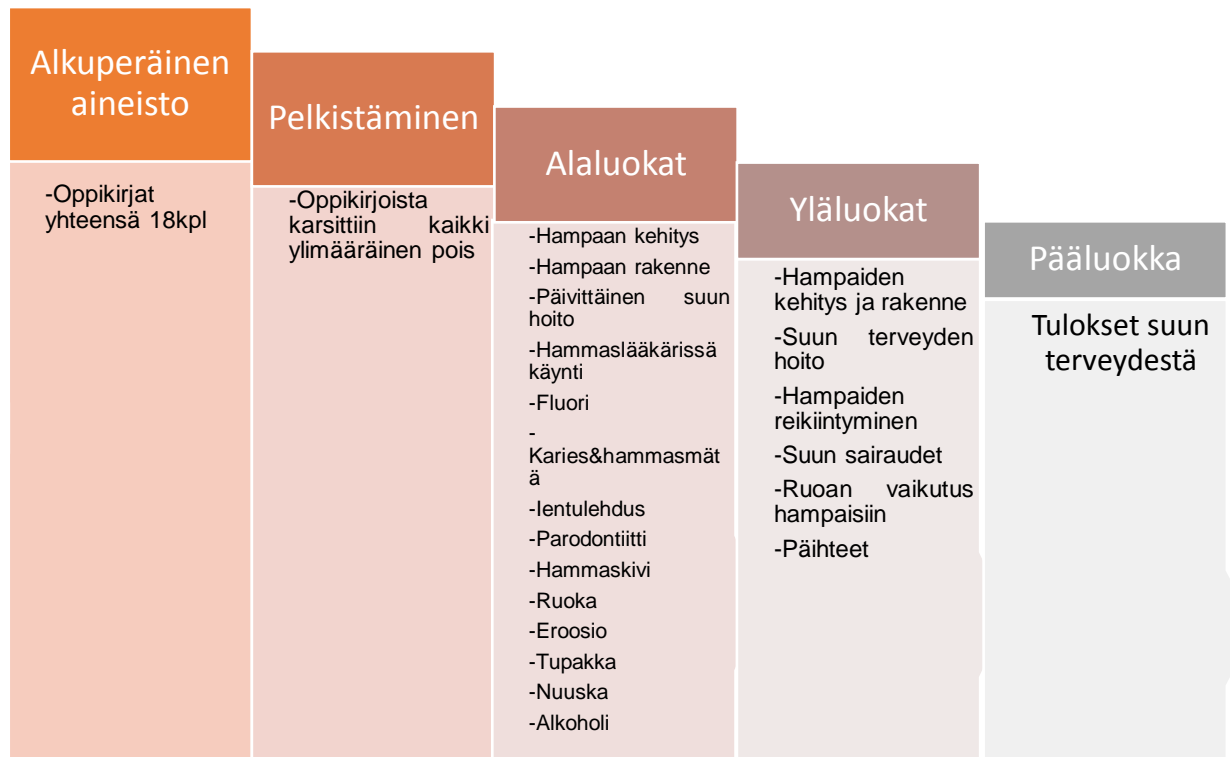 Alkuperäinen
aineisto
-Oppikirjat
yhteensä 18kpl
Pelkistäminen
-Oppikirjoista
karsittiin kaikki
ylimääräinen pois
Alaluokat
-Hampaan kehitys
-Hampaan rakenne
-Päivittäinen suun
hoito
-Hammaslääkärissä
käynti
-Fluori
-
Karies&hammasmät
ä
-Ientulehdus
-Parodontiitti
-Hammaskivi
-Ruoka
-Eroosio
-Tupakka
-Nuuska
-Alkoholi
Yläluokat
-Hampaiden
kehitys ja rakenne
-Suun terveyden
hoito
-Hampaiden
reikiintyminen
-Suun sairaudet
-Ruoan vaikutus
hampaisiin
-Päihteet
Pääluokka
Tulokset suun
terveydestä